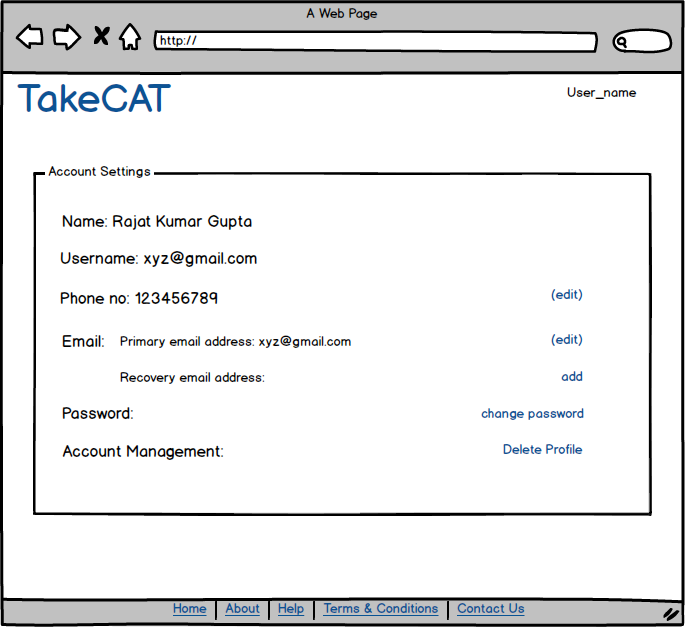 A Web Page
http://
TakeCAT
User_name
Account Settings
Name: Rajat Kumar Gupta
Username: xyz@gmail.com
Phone no: 123456789 (edit)
Email: Primary email address: xyz@gmail.com (edit)
Recovery email address: add
Password: change password
Account Management: Delete Profile
Home About Help Terms & Conditions Contact Us